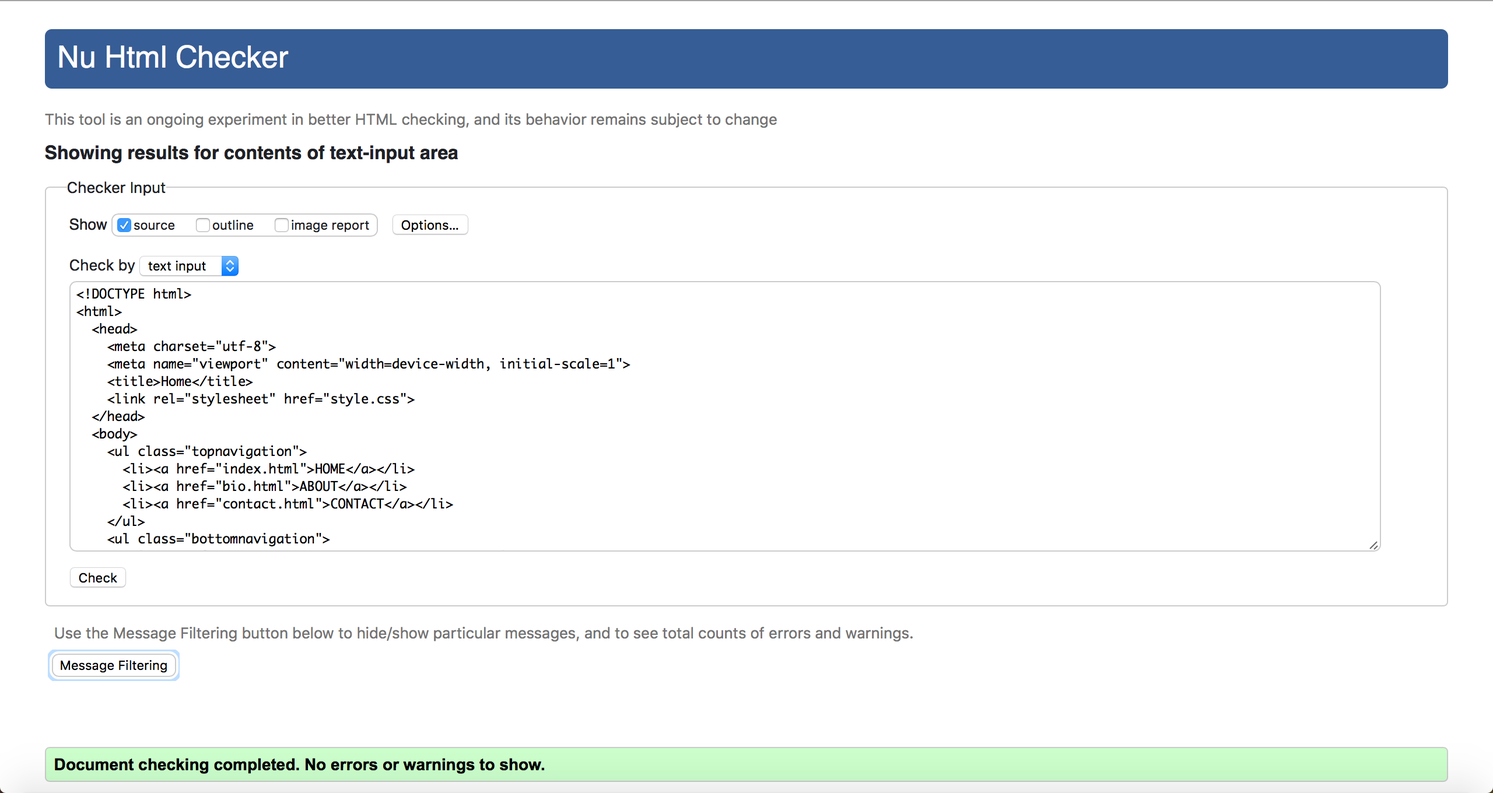 Nu Html Checker
This tool is an ongoing experiment in better HTML checking, and its behavior remains subject to change
Showing results for contents of text-input area
Checker Input
Show source outline image report Options...
Check by text input
<!DOCTYPE html>
<html>
  <head>
    <meta charset="utf-8">
    <meta name="viewport" content="width=device-width, initial-scale=1">
    <title>Home</title>
    <link rel="stylesheet" href="style.css">
  </head>
  <body>
    <ul class="topnavigation">
      <li><a href="index.html">HOME</a></li>
      <li><a href="bio.html">ABOUT</a></li>
      <li><a href="contact.html">CONTACT</a></li>
    </ul>
    <ul class="bottomnavigation">
Check
Use the Message Filtering button below to hide/show particular messages, and to see total counts of errors and warnings.
Message Filtering
Document checking completed. No errors or warnings to show.